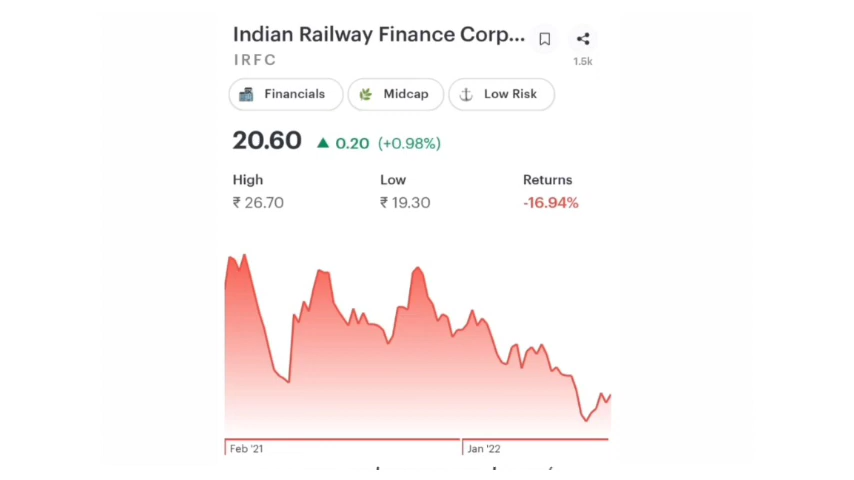 Indian Railway Finance Corp...
IRFC
1.5k
Financials Midcap Low Risk
20.60 ▲ 0.20 (+0.98%)
High Low Returns
₹ 26.70 ₹ 19.30 -16.94%
Feb '21 Jan '22